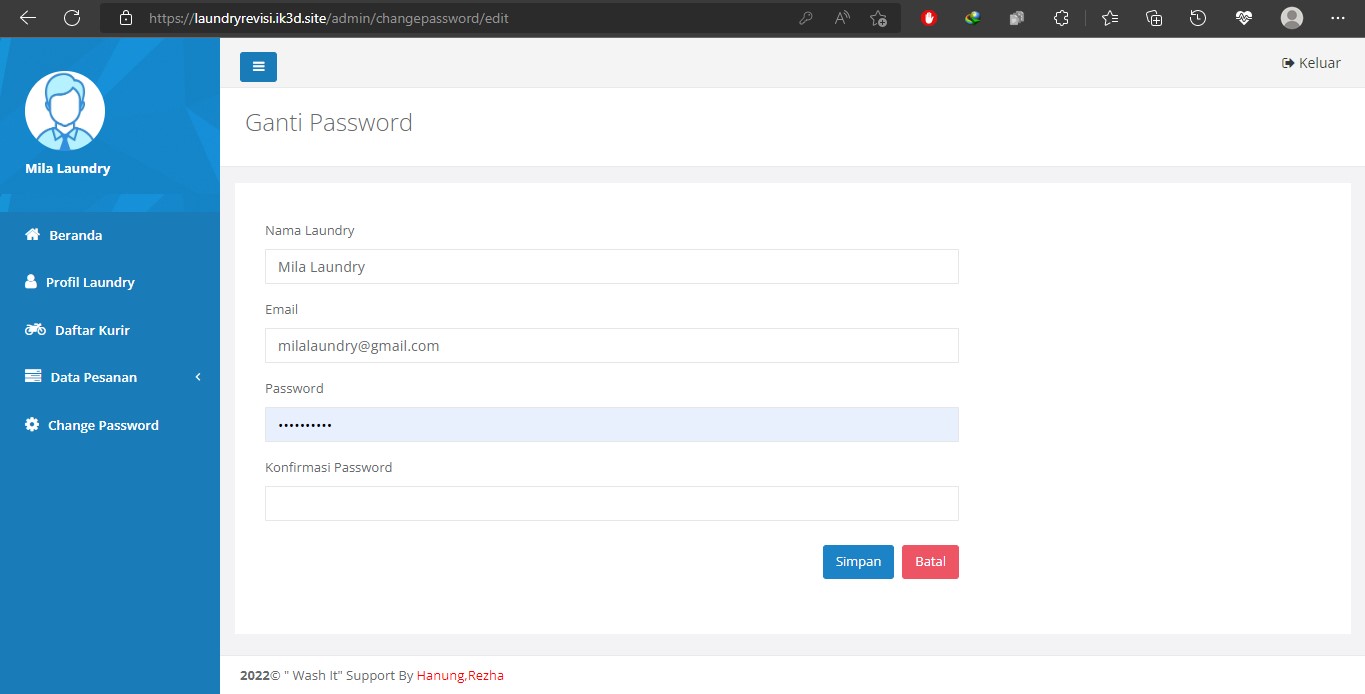 https://laundryrevisi.ik3d.site/admin/changepassword/edit
Keluar
Mila Laundry
Beranda
Profil Laundry
Daftar Kurir
Data Pesanan
Change Password
Ganti Password
Nama Laundry
Mila Laundry
Email
milalaundry@gmail.com
Password
••••••••••
Konfirmasi Password
Simpan Batal
2022© " Wash It" Support By Hanung,Rezha